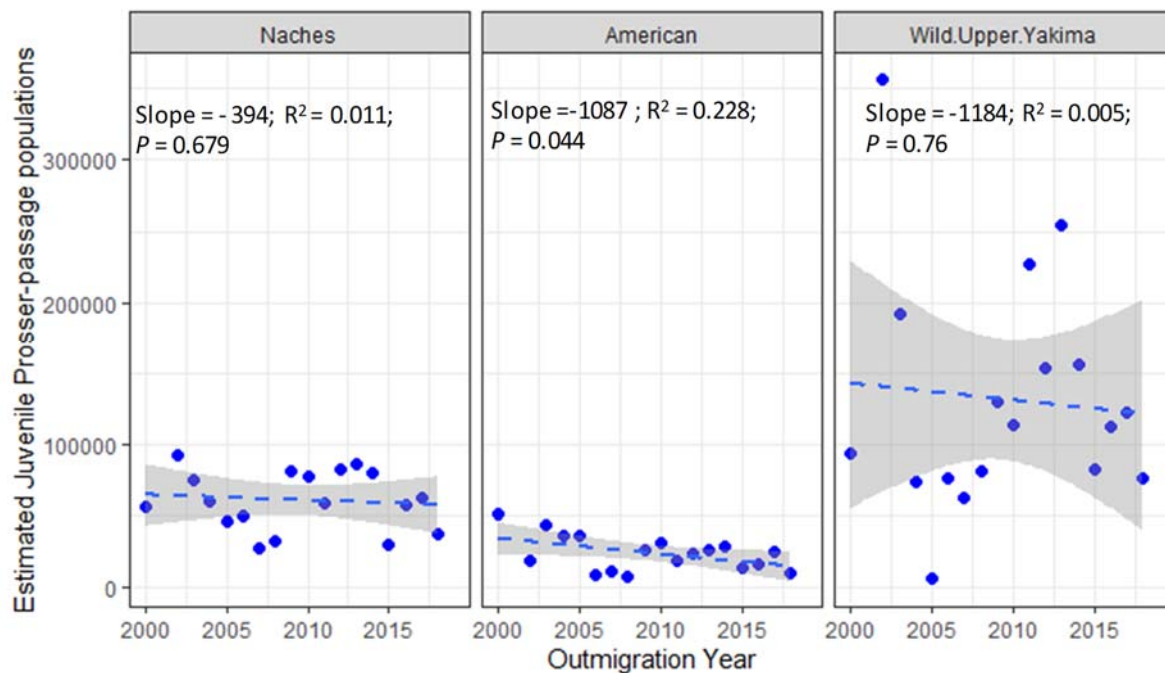 Naches
American
Wild.Upper.Yakima
Slope = -394; R² = 0.011;
P = 0.679
Slope =-1087 ; R² = 0.228;
P = 0.044
Slope = -1184; R² = 0.005;
P = 0.76
Estimated Juvenile Prosser-passage populations
300000
200000
100000
0
2000 2005 2010 2015
2000 2005 2010 2015
2000 2005 2010 2015
Outmigration Year